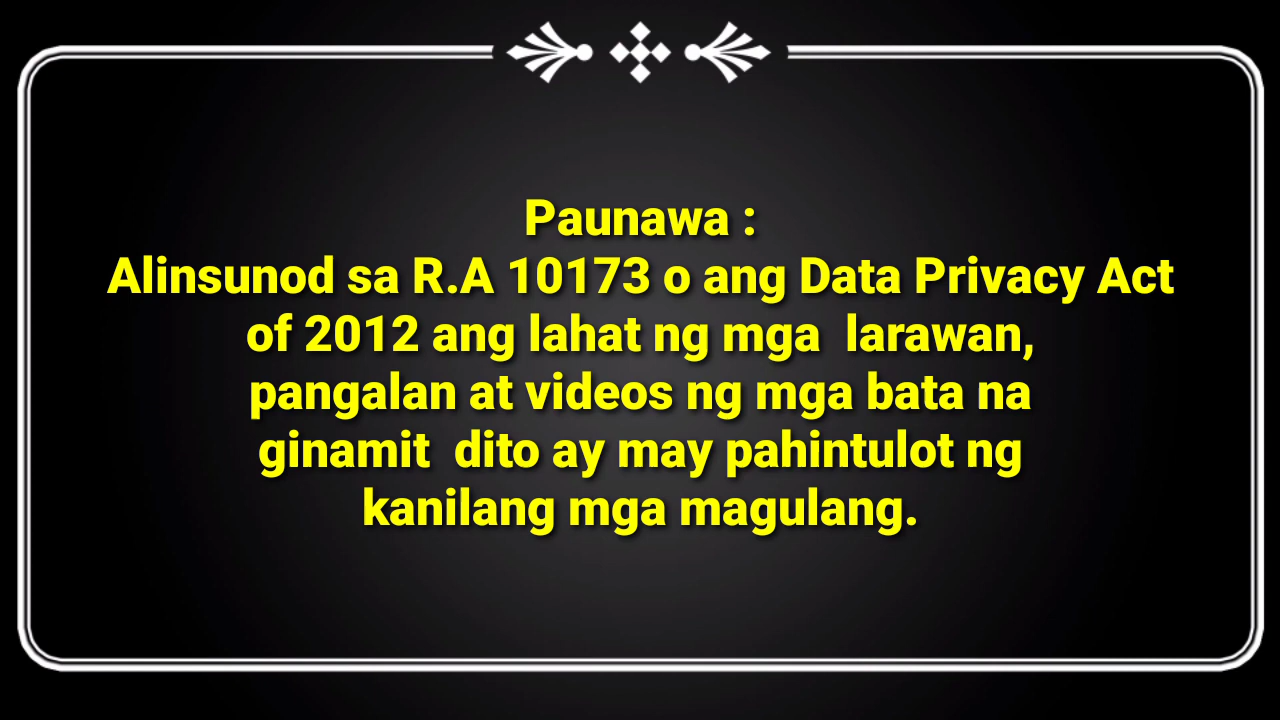 Paunawa :
Alinsunod sa R.A 10173 o ang Data Privacy Act
of 2012 ang lahat ng mga  larawan,
pangalan at videos ng mga bata na
ginamit  dito ay may pahintulot ng
kanilang mga magulang.